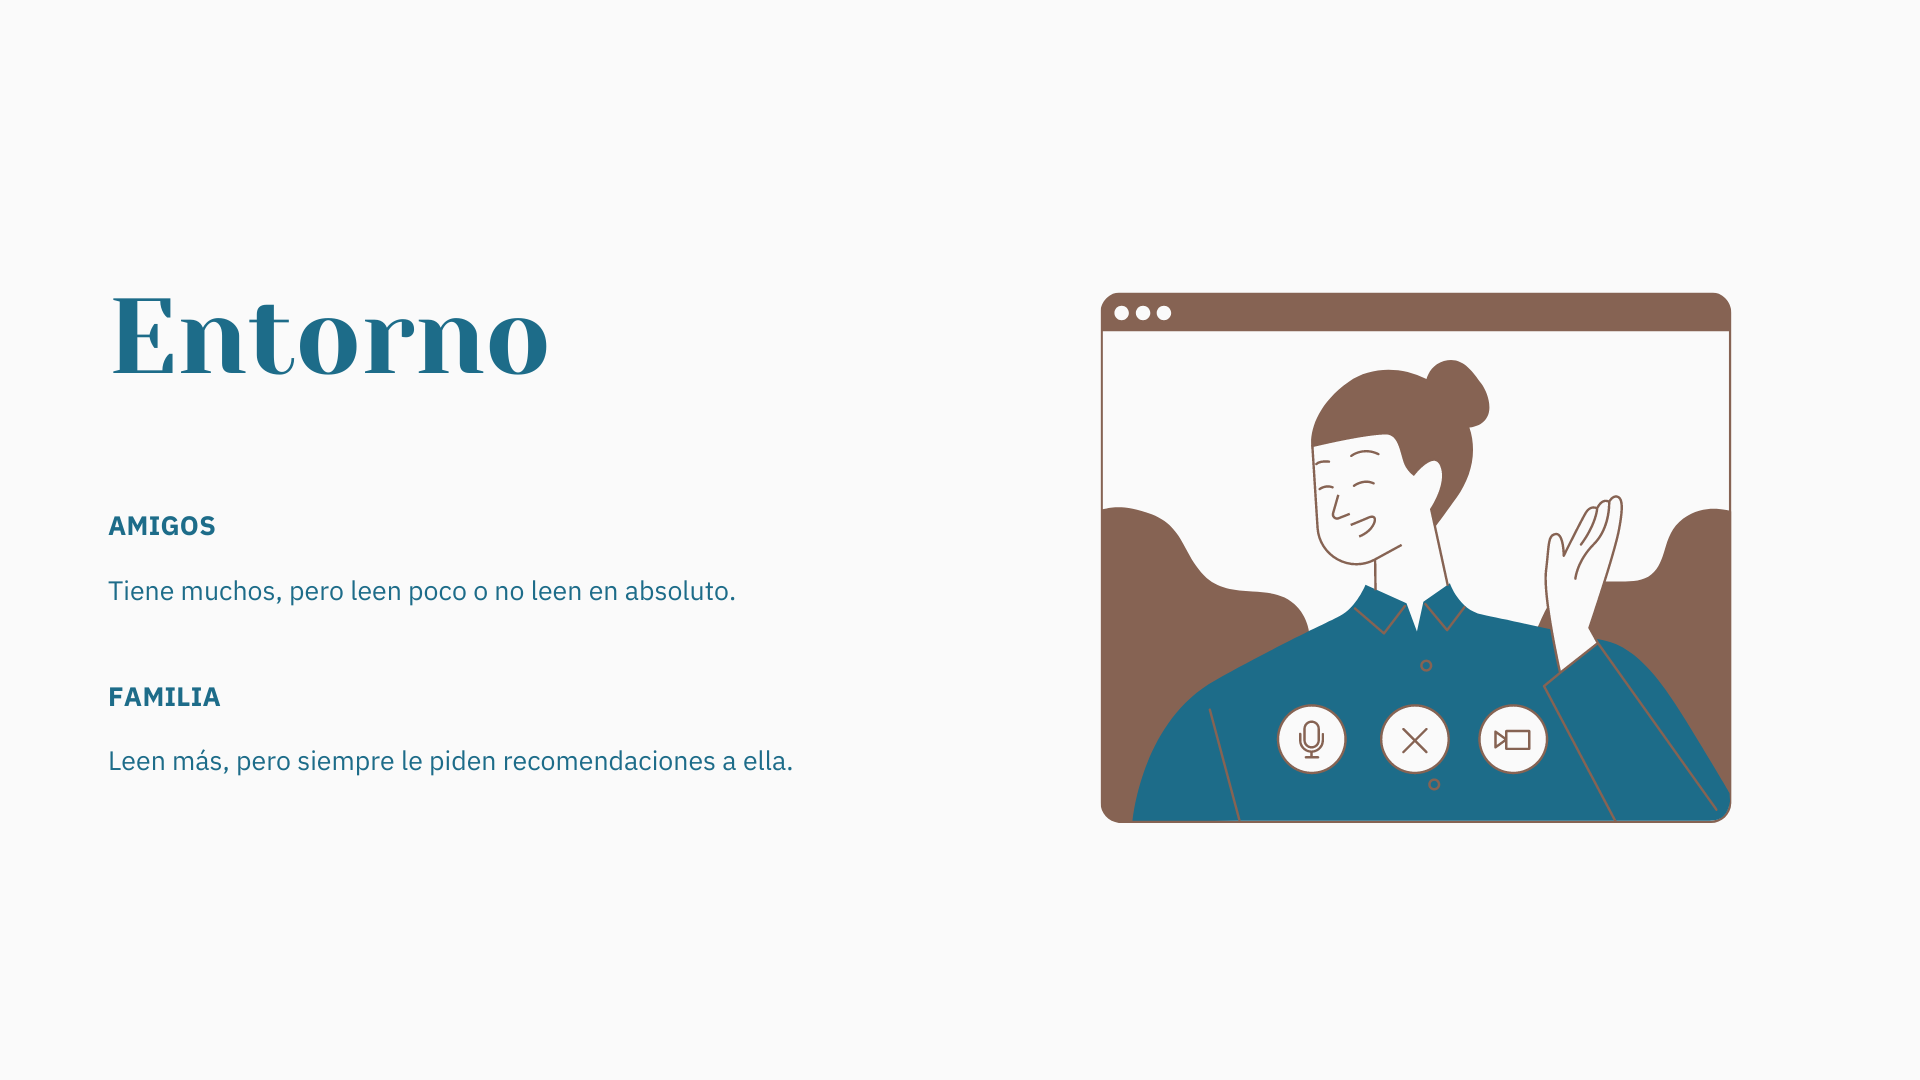 Entorno
AMIGOS
Tiene muchos, pero leen poco o no leen en absoluto.
FAMILIA
Leen más, pero siempre le piden recomendaciones a ella.